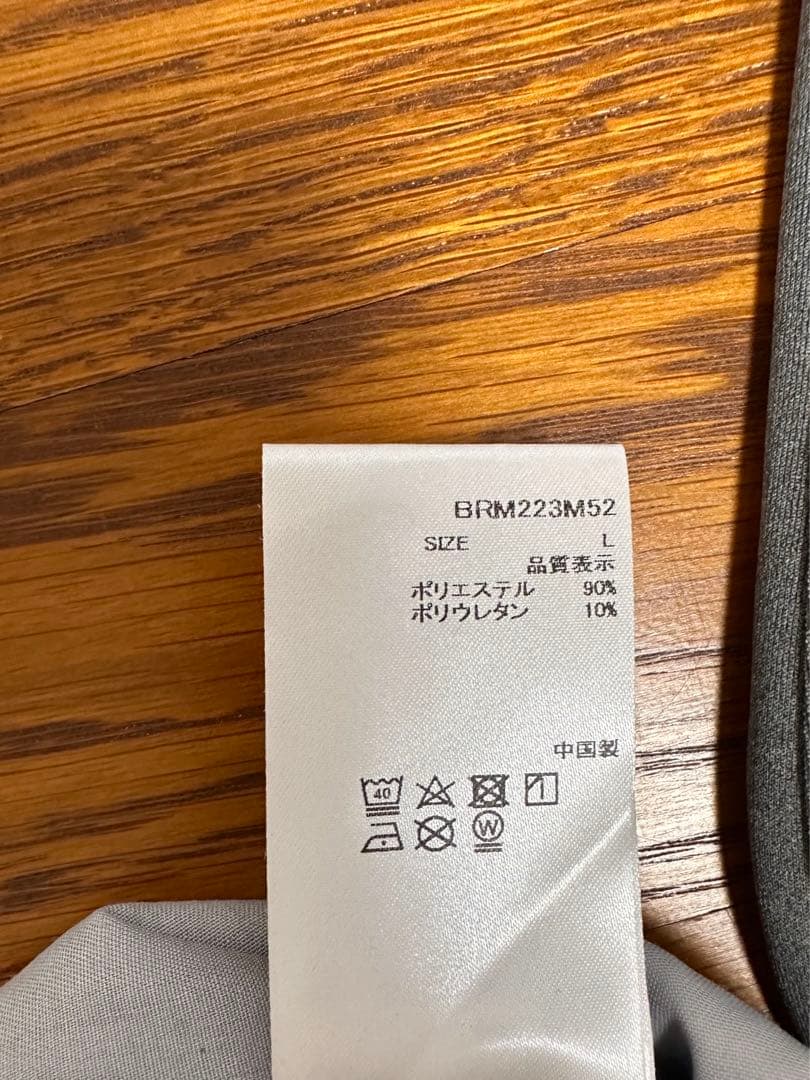 BRM223M52
SIZE L
品質表示
ポリエステル 90%
ポリウレタン 10%
中国製
40
W